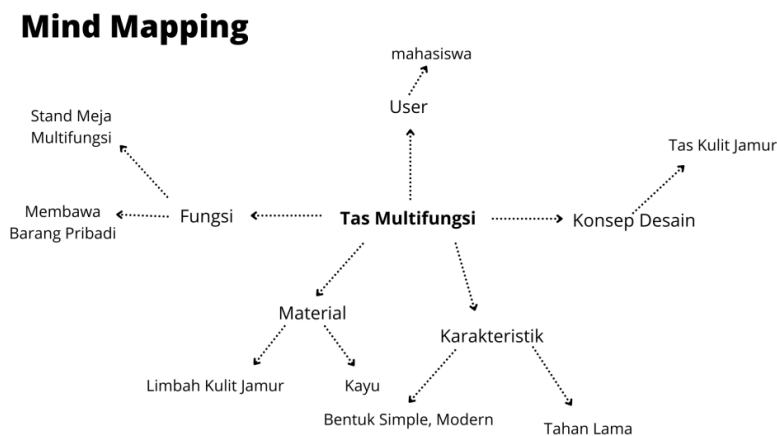 Mind Mapping
mahasiswa
User
Stand Meja
Multifungsi
Tas Kulit Jamur
Membawa
Barang Pribadi
Fungsi
Tas Multifungsi
Konsep Desain
Material
Karakteristik
Limbah Kulit Jamur
Kayu
Bentuk Simple, Modern
Tahan Lama